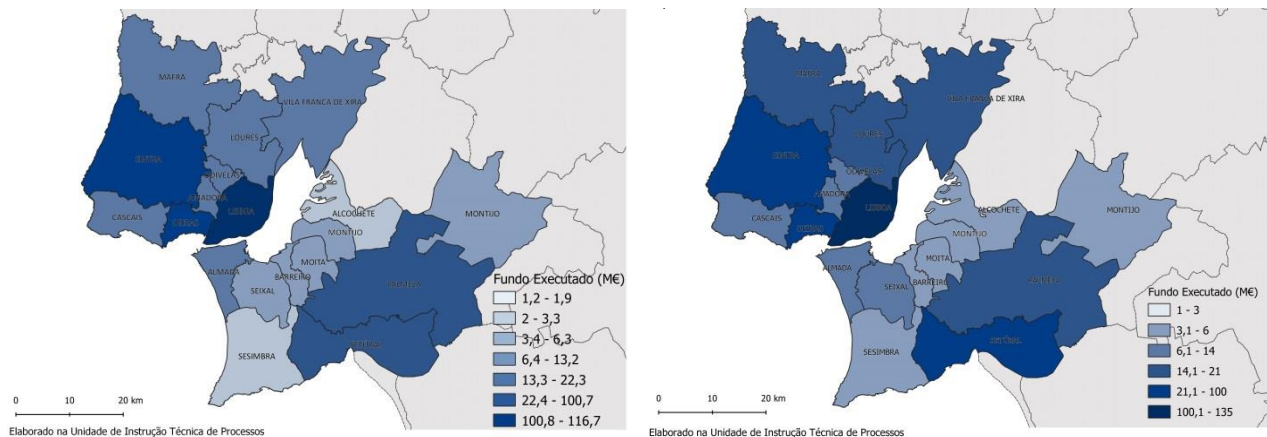 MAFRA
VILA FRANCA DE XIRA
LOURES
SINTRA
ODIVELAS
AMADORA
LISBOA
CASCAIS
OEIRAS
ALCOCHETE
MONTIJO
MONTIJO
MOITA
ALMADA
BARREIRO
SEIXAL
PALMELA
SETÚBAL
SESIMBRA
Fundo Executado (M€)
1,2 - 1,9
2 - 3,3
3,4 - 6,3
6,4 - 13,2
13,3 - 22,3
22,4 - 100,7
100,8 - 116,7
0 10 20 km
Elaborado na Unidade de Instrução Técnica de Processos
MAFRA
VILA FRANCA DE XIRA
LOURES
SINTRA
ODIVELAS
AMADORA
LISBOA
CASCAIS
OEIRAS
ALCOCHETE
MONTIJO
MONTIJO
MOITA
ALMADA
SEIXAL
BARREIRO
PALMELA
SETÚBAL
SESIMBRA
Fundo Executado (M€)
1 - 3
3,1 - 6
6,1 - 14
14,1 - 21
21,1 - 100
100,1 - 135
0 10 20 km
Elaborado na Unidade de Instrução Técnica de Processos